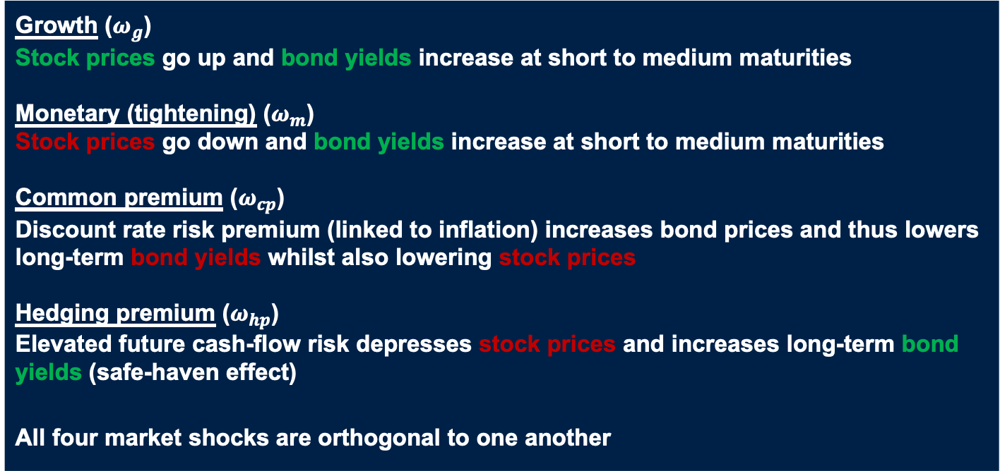 Growth (ω_g)
Stock prices go up and bond yields increase at short to medium maturities
Monetary (tightening) (ω_m)
Stock prices go down and bond yields increase at short to medium maturities
Common premium (ω_cp)
Discount rate risk premium (linked to inflation) increases bond prices and thus lowers
long-term bond yields whilst also lowering stock prices
Hedging premium (ω_hp)
Elevated future cash-flow risk depresses stock prices and increases long-term bond
yields (safe-haven effect)
All four market shocks are orthogonal to one another